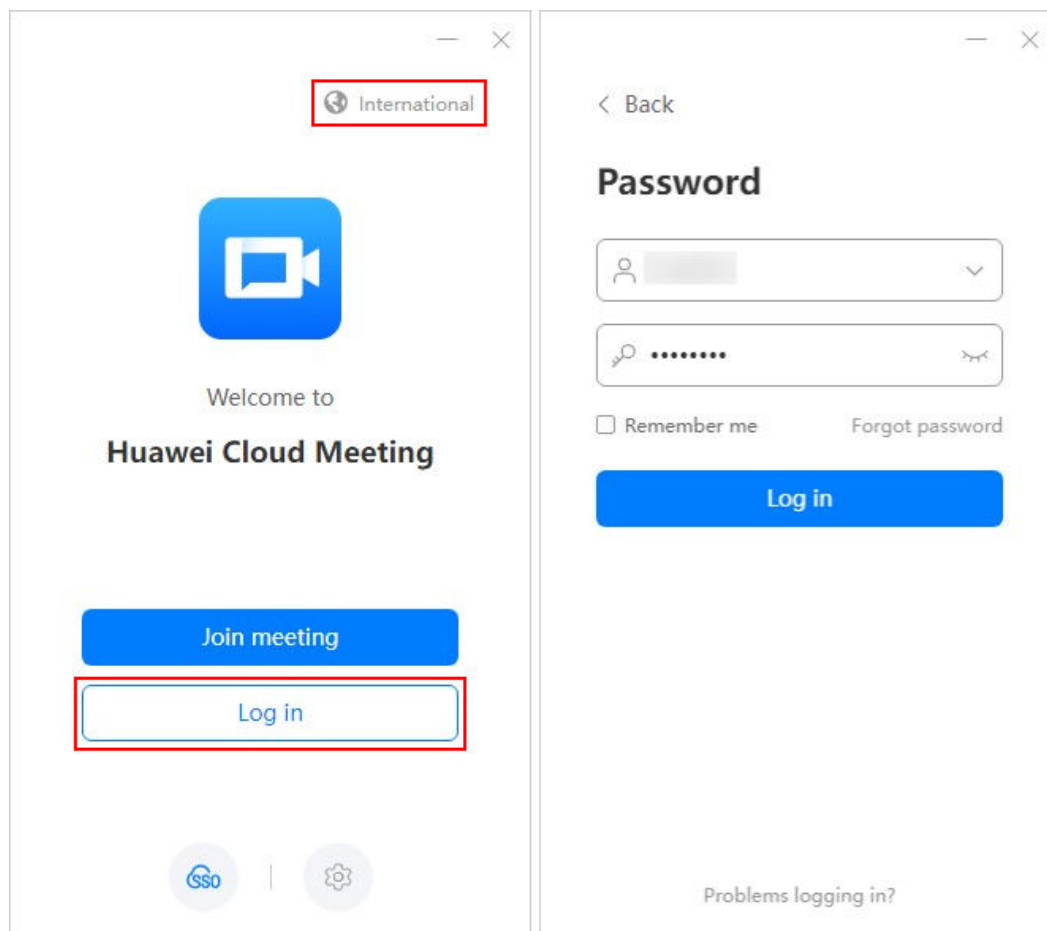 International
Welcome to
Huawei Cloud Meeting
Join meeting
Log in
SSO
Back
Password
••••••••
Remember me Forgot password
Log in
Problems logging in?